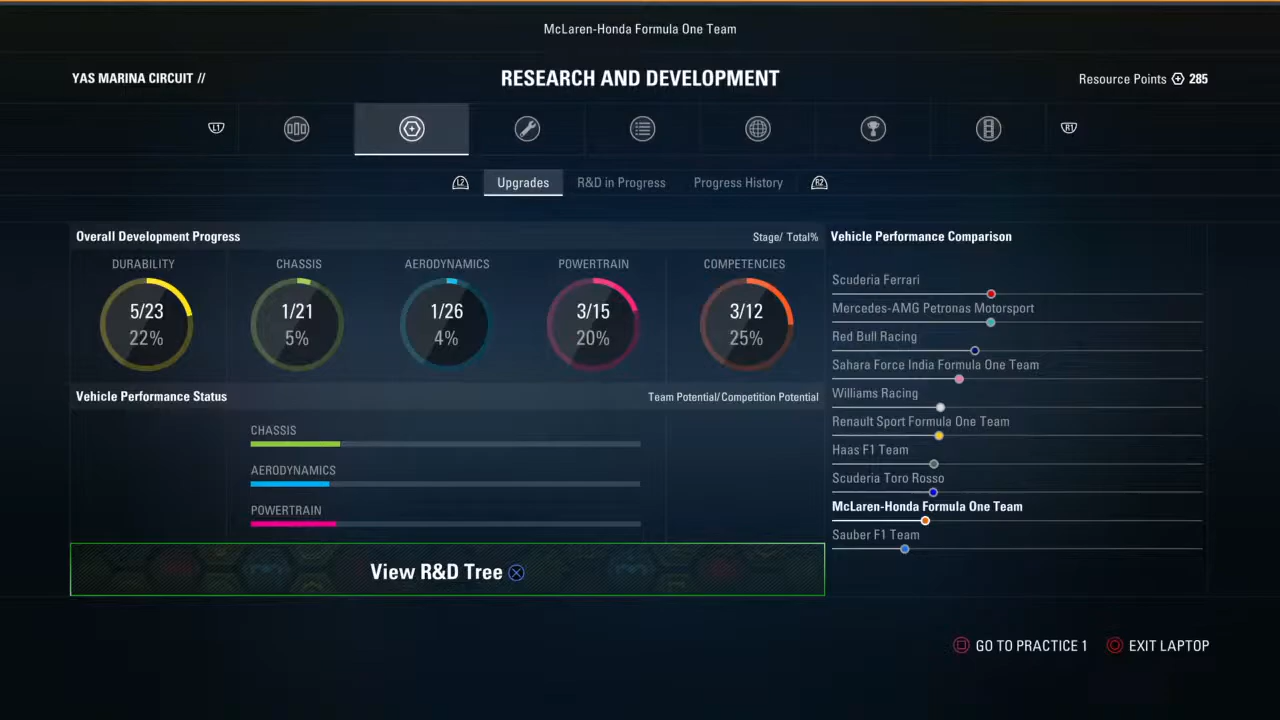 McLaren-Honda Formula One Team
YAS MARINA CIRCUIT //
RESEARCH AND DEVELOPMENT
Resource Points 285
L1
R1
L2 Upgrades R&D in Progress Progress History R2
Overall Development Progress
Stage/ Total%
DURABILITY CHASSIS AERODYNAMICS POWERTRAIN COMPETENCIES
5/23 1/21 1/26 3/15 3/12
22% 5% 4% 20% 25%
Vehicle Performance Status
Team Potential/Competition Potential
CHASSIS
AERODYNAMICS
POWERTRAIN
View R&D Tree
Vehicle Performance Comparison
Scuderia Ferrari
Mercedes-AMG Petronas Motorsport
Red Bull Racing
Sahara Force India Formula One Team
Williams Racing
Renault Sport Formula One Team
Haas F1 Team
Scuderia Toro Rosso
McLaren-Honda Formula One Team
Sauber F1 Team
GO TO PRACTICE 1
EXIT LAPTOP